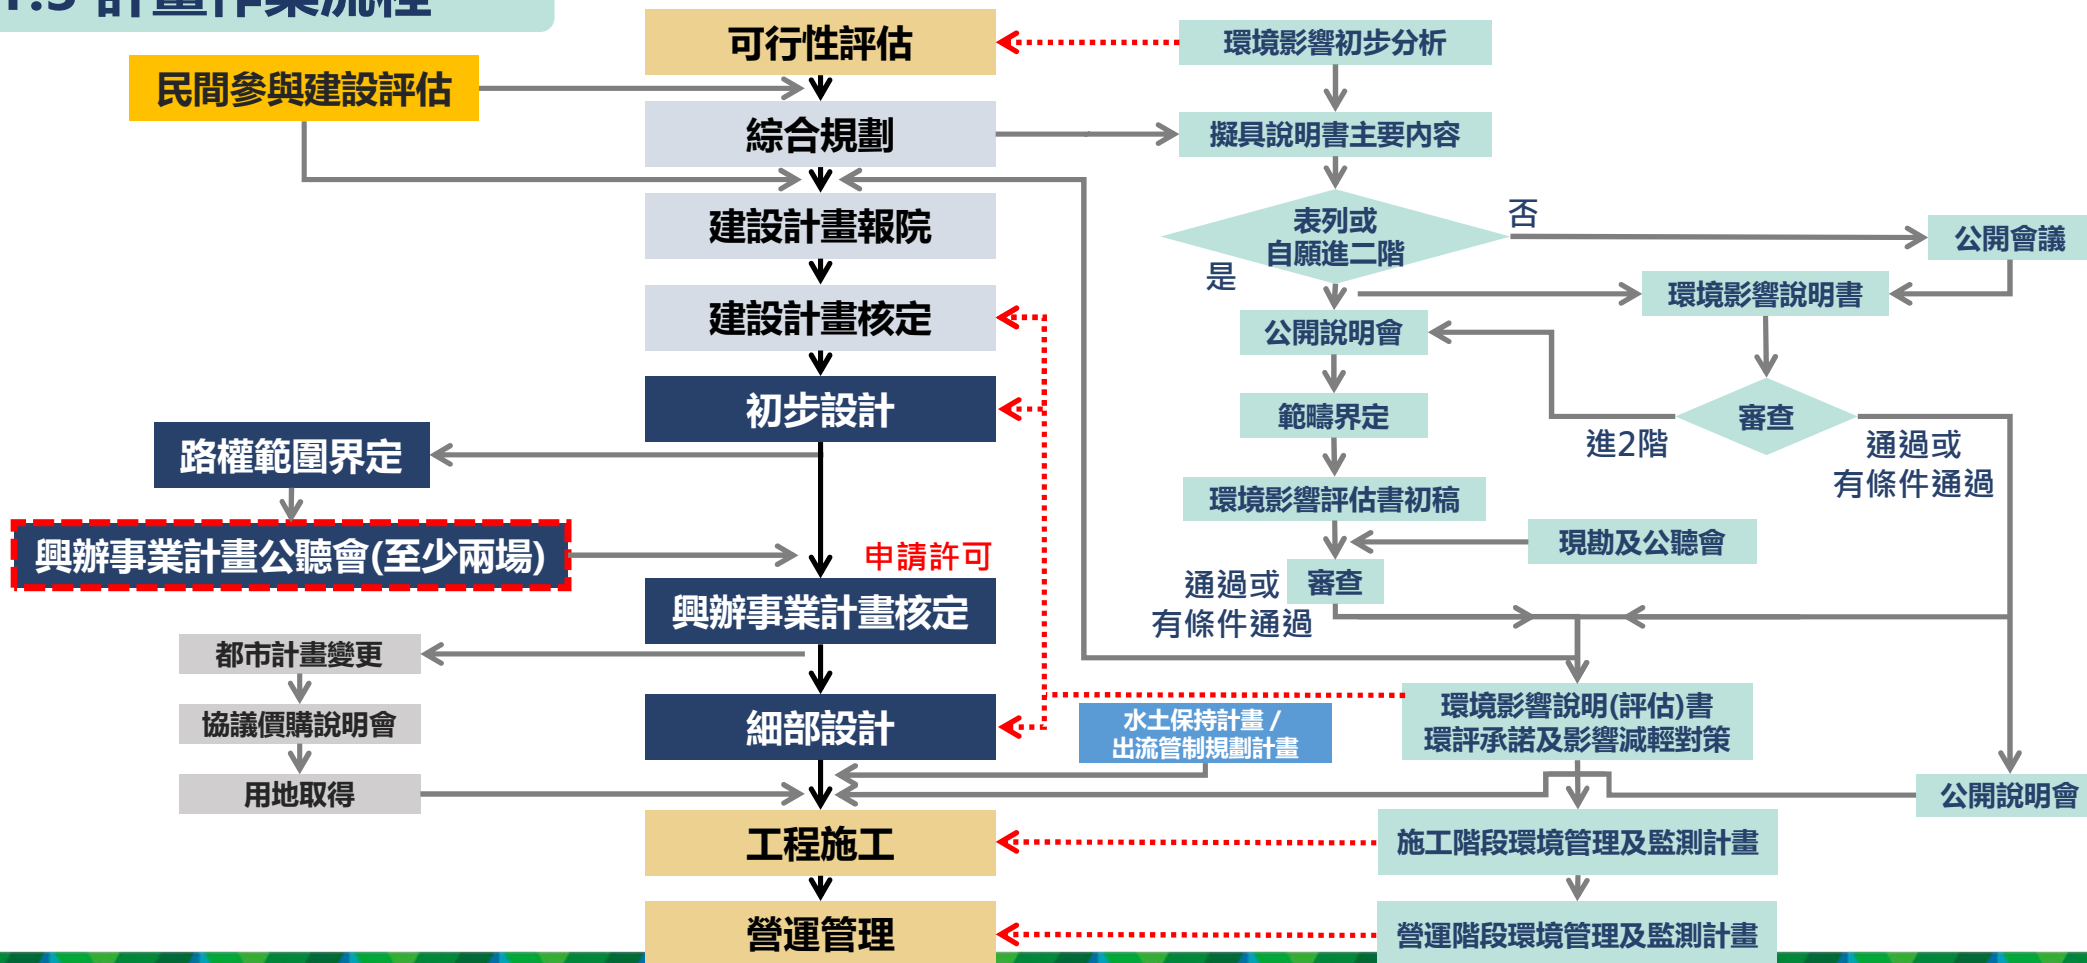 計畫作業流程
可行性評估
民間參與建設評估
綜合規劃
建設計畫報院
建設計畫核定
初步設計
路權範圍界定
興辦事業計畫公聽會(至少兩場)
申請許可
興辦事業計畫核定
都市計畫變更
協議價購說明會
用地取得
細部設計
水土保持計畫 /
出流管制規劃計畫
工程施工
營運管理
環境影響初步分析
擬具說明書主要內容
表列或
自願進二階
否
是
公開會議
環境影響說明書
公開說明會
範疇界定
審查
進2階
通過或
有條件通過
環境影響評估書初稿
現勘及公聽會
審查
通過或
有條件通過
環境影響說明(評估)書
環評承諾及影響減輕對策
公開說明會
施工階段環境管理及監測計畫
營運階段環境管理及監測計畫